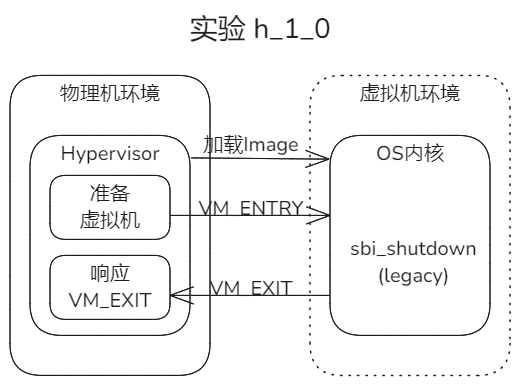 实验 h_1_0
物理机环境
虚拟机环境
Hypervisor
加载Image
OS内核
准备
虚拟机
VM_ENTRY
sbi_shutdown
(legacy)
响应
VM_EXIT
VM_EXIT